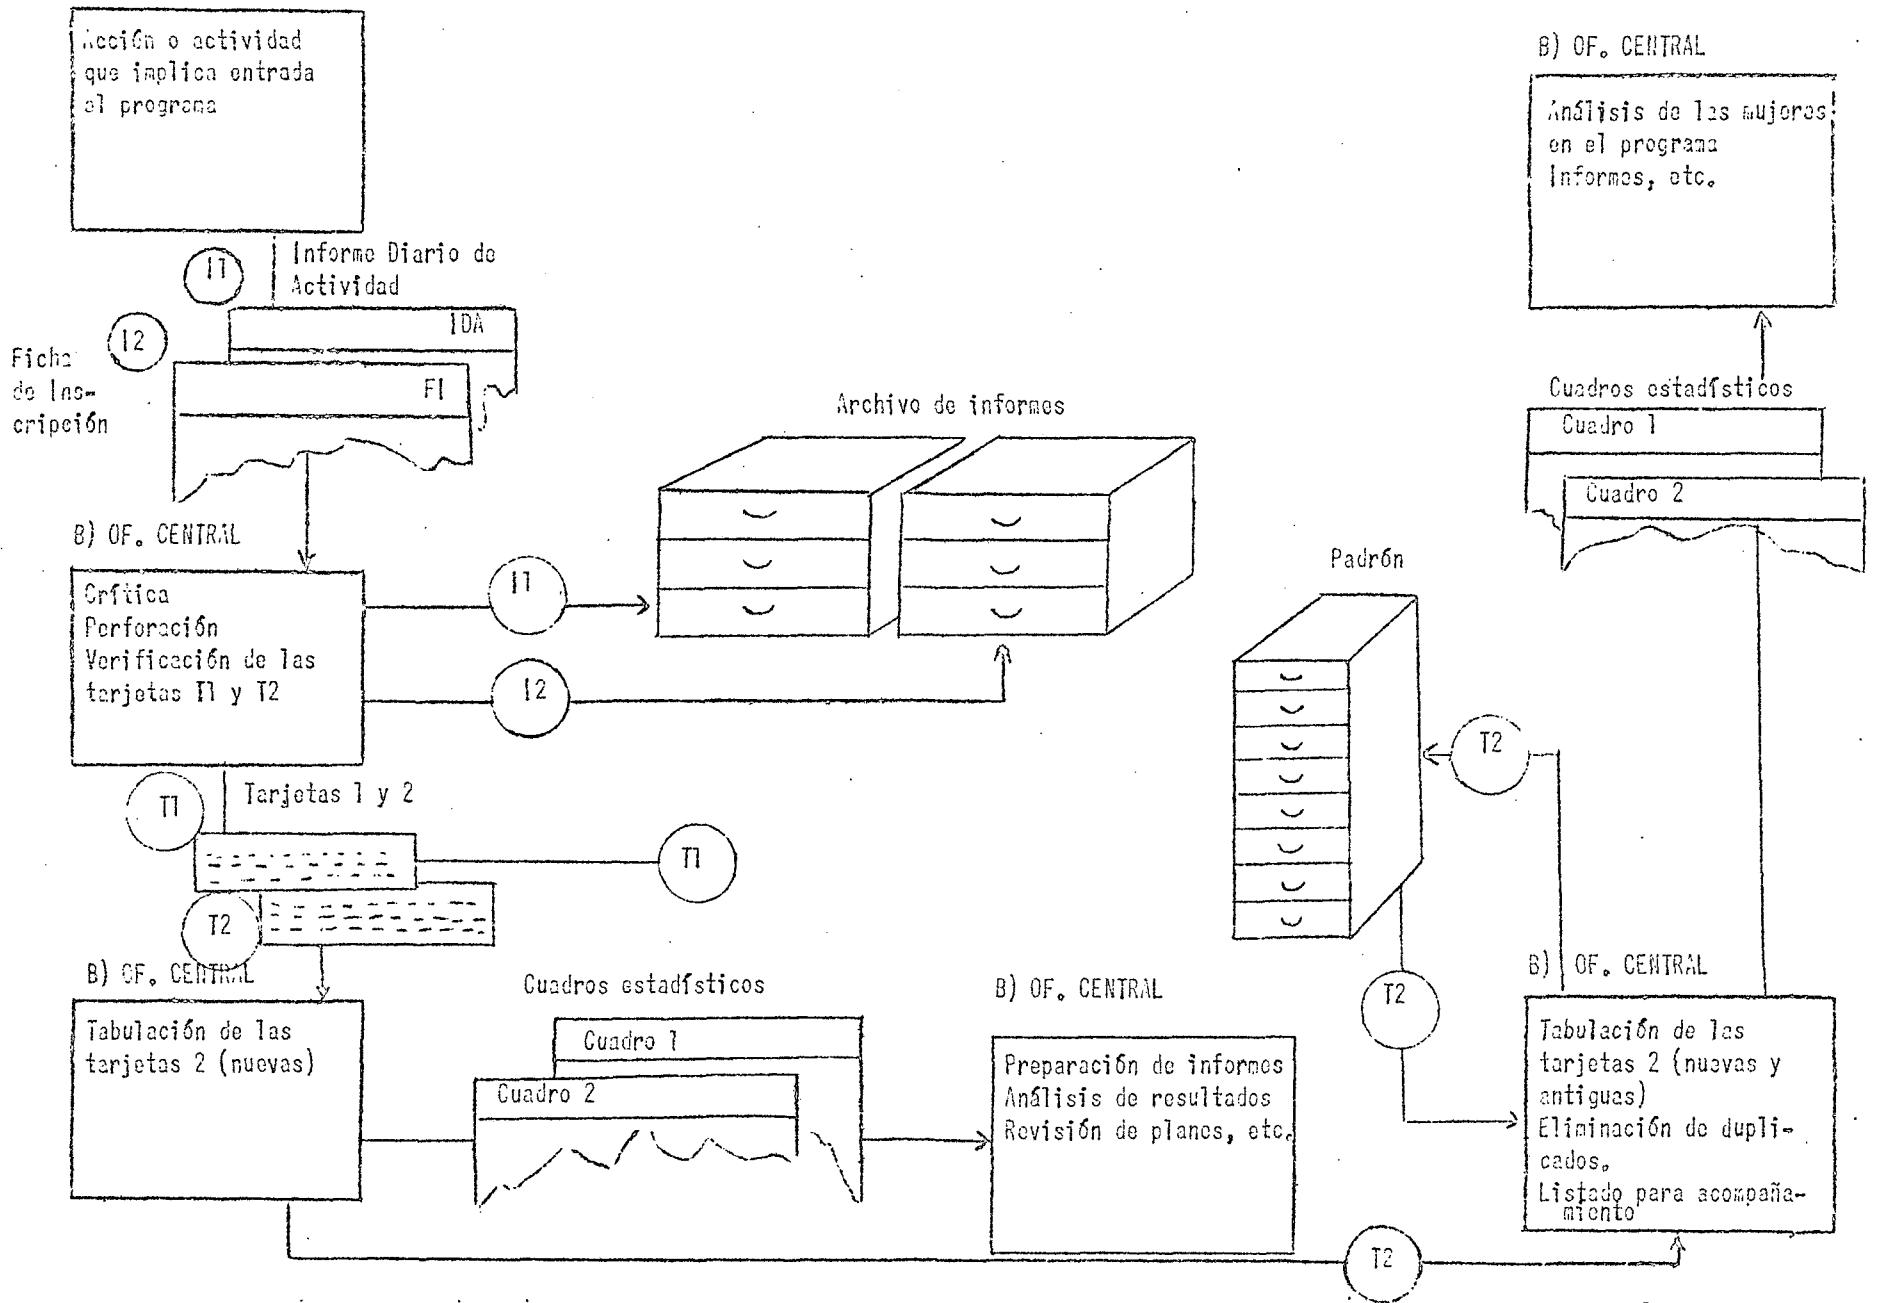 Acción o actividad
que implica entrada
al programa
I1
Informe Diario de
Actividad
IDA
I2
Ficha
de Ins-
cripción
FI
B) OF. CENTRAL
Crítica
Perforación
Verificación de las
tarjetas T1 y T2
I1
I2
Archivo de informes
T1
Tarjetas 1 y 2
T1
T2
B) OF. CENTRAL
Tabulación de las
tarjetas 2 (nuevas)
Cuadros estadísticos
Cuadro 1
Cuadro 2
B) OF. CENTRAL
Preparación de informes
Análisis de resultados
Revisión de planes, etc.
T2
Padrón
T2
T2
B) OF. CENTRAL
Tabulación de las
tarjetas 2 (nuevas y
antiguas)
Eliminación de dupli-
cados.
Listado para acompaña-
miento
Cuadros estadísticos
Cuadro 1
Cuadro 2
B) OF. CENTRAL
Análisis de las mujeres
en el programa
Informes, etc.